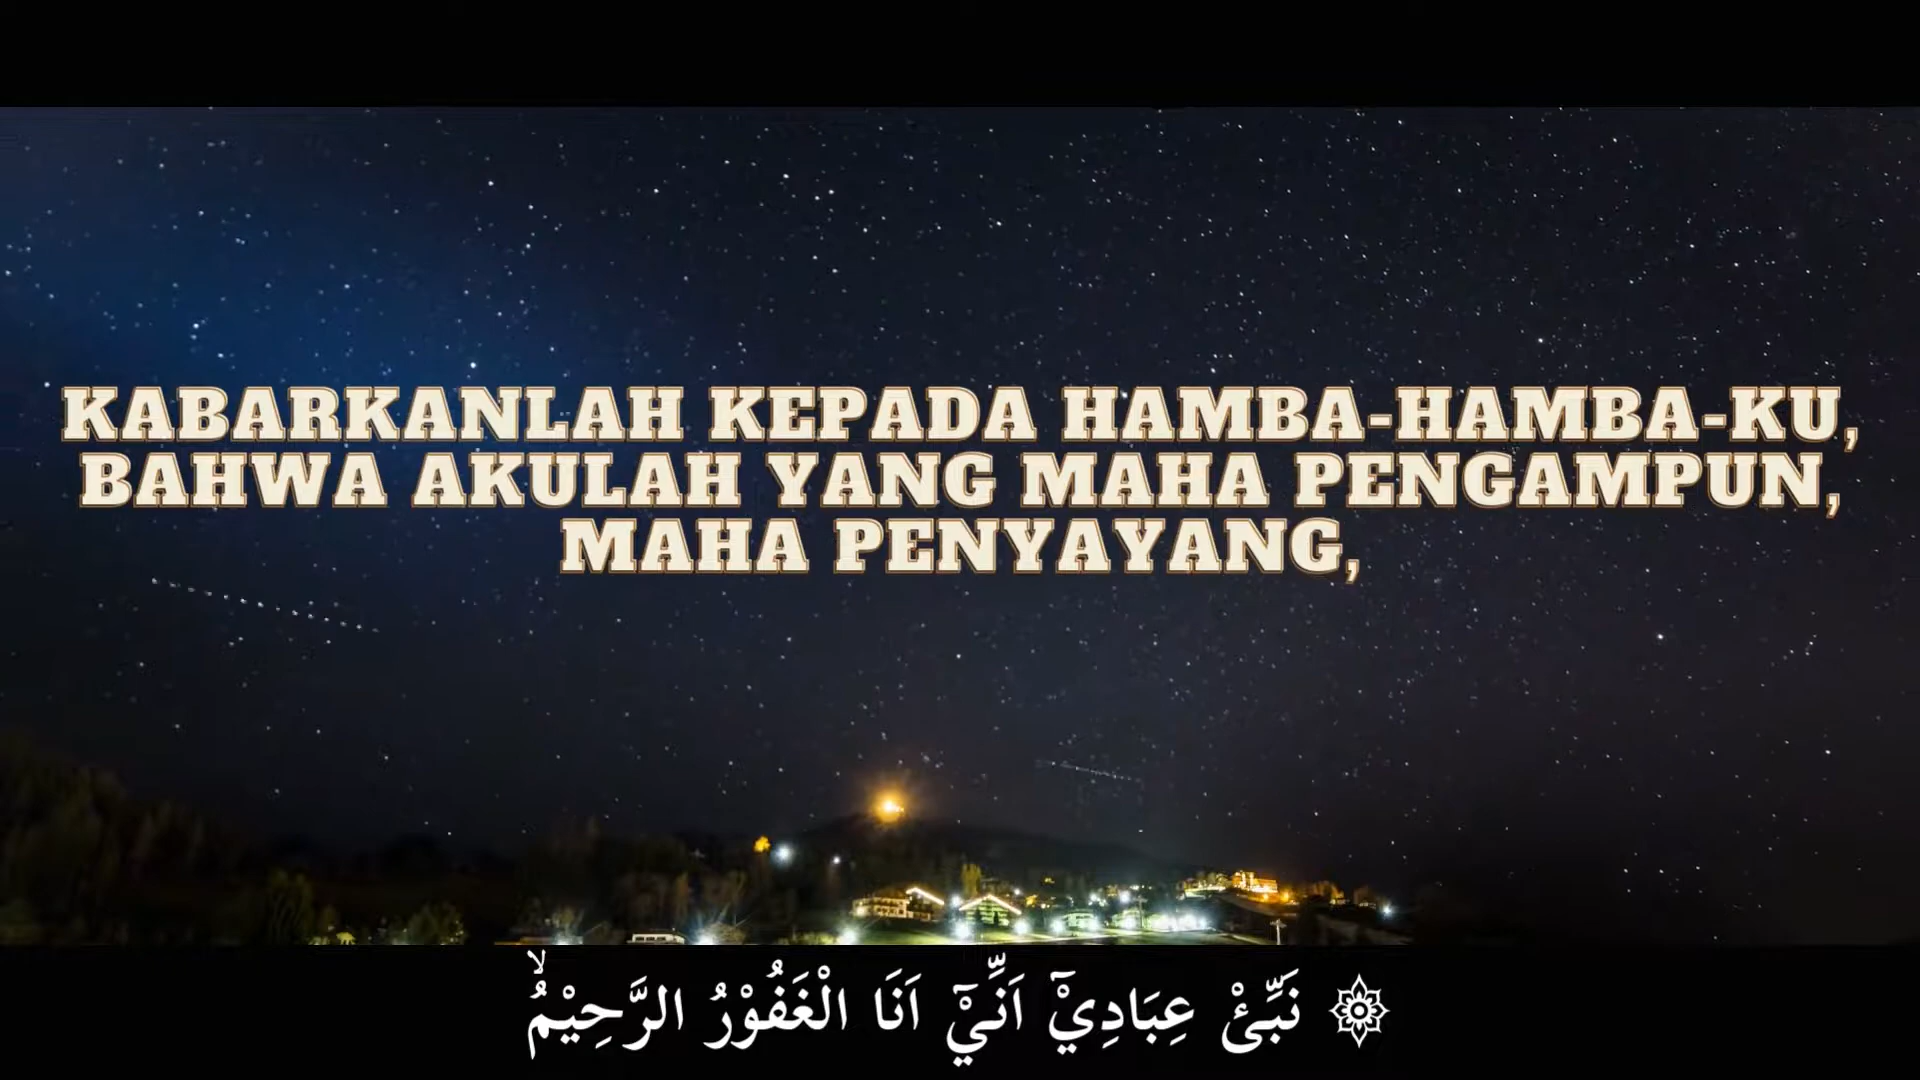 KABARKANLAH KEPADA HAMBA-HAMBA-KU,
BAHWA AKULAH YANG MAHA PENGAMPUN,
MAHA PENYAYANG,
۞ نَبِّئْ عِبَادِيْٓ اَنِّيْٓ اَنَا الْغَفُوْرُ الرَّحِيْمُۙ